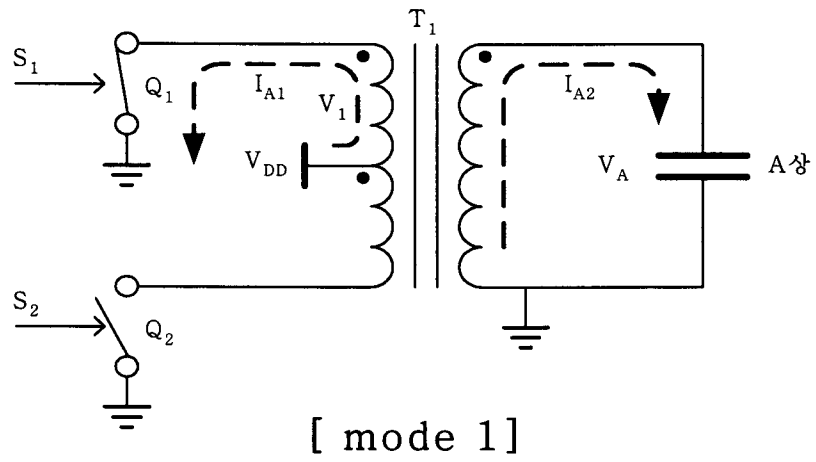 T1
S1
Q1
IA1
V1
IA2
VDD
VA
A상
S2
Q2
[ mode 1]